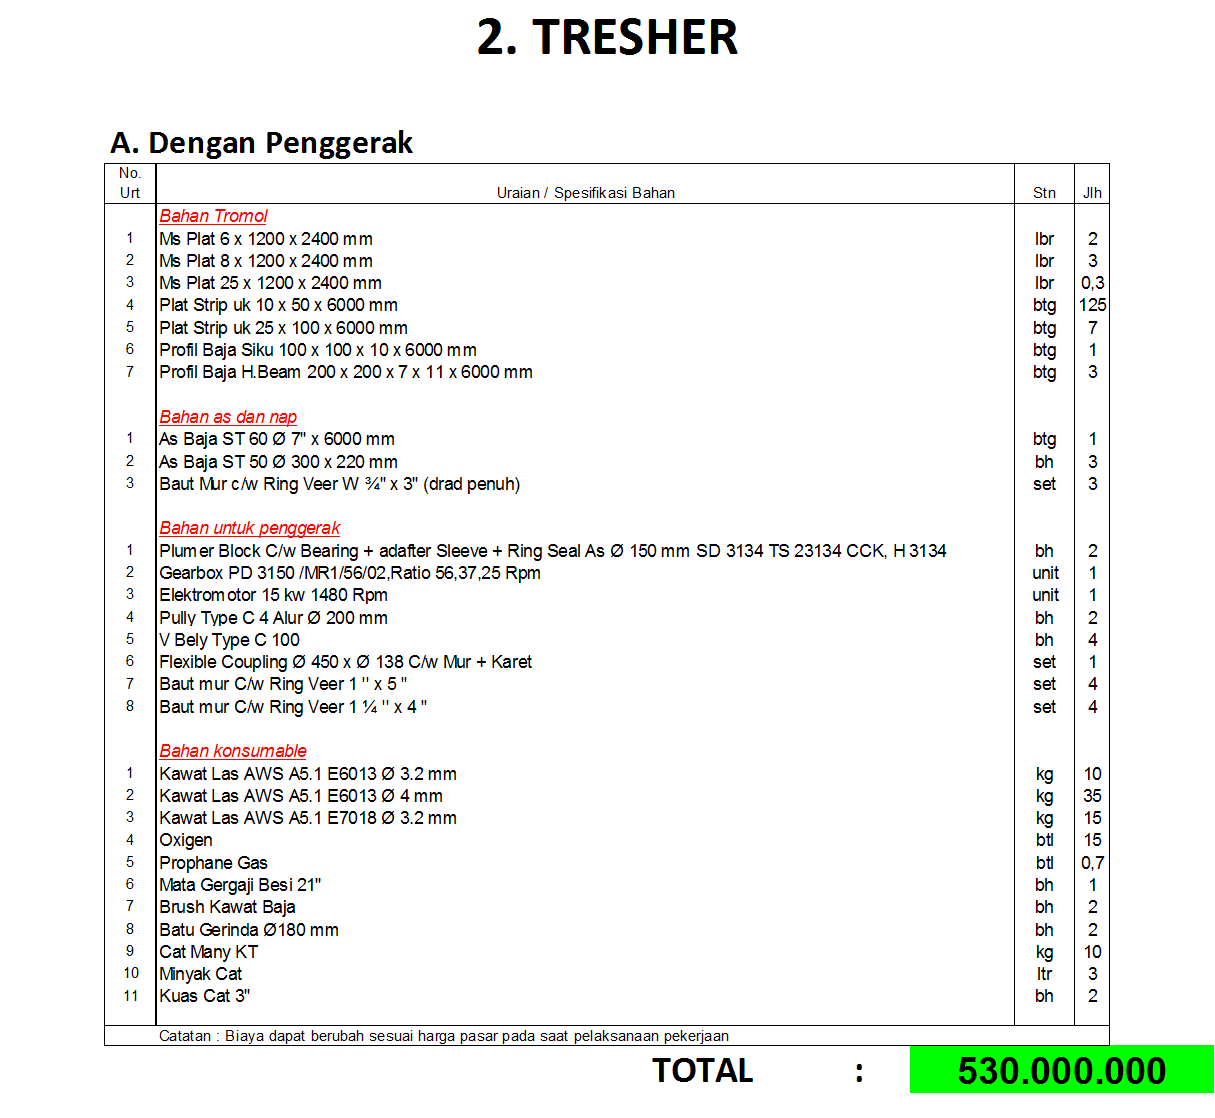 2. TRESHER
A. Dengan Penggerak
No. Urt Uraian / Spesifikasi Bahan Stn Jlh
Bahan Tromol
1 Ms Plat 6 x 1200 x 2400 mm lbr 2
2 Ms Plat 8 x 1200 x 2400 mm lbr 3
3 Ms Plat 25 x 1200 x 2400 mm lbr 0,3
4 Plat Strip uk 10 x 50 x 6000 mm btg 125
5 Plat Strip uk 25 x 100 x 6000 mm btg 7
6 Profil Baja Siku 100 x 100 x 10 x 6000 mm btg 1
7 Profil Baja H.Beam 200 x 200 x 7 x 11 x 6000 mm btg 3
Bahan as dan nap
1 As Baja ST 60 Ø 7" x 6000 mm btg 1
2 As Baja ST 50 Ø 300 x 220 mm bh 3
3 Baut Mur c/w Ring Veer W ¾" x 3" (drad penuh) set 3
Bahan untuk penggerak
1 Plumer Block C/w Bearing + adafter Sleeve + Ring Seal As Ø 150 mm SD 3134 TS 23134 CCK, H 3134 bh 2
2 Gearbox PD 3150 /MR1/56/02,Ratio 56,37,25 Rpm unit 1
3 Elektromotor 15 kw 1480 Rpm unit 1
4 Pully Type C 4 Alur Ø 200 mm bh 2
5 V Bely Type C 100 bh 4
6 Flexible Coupling Ø 450 x Ø 138 C/w Mur + Karet set 1
7 Baut mur C/w Ring Veer 1 " x 5 " set 4
8 Baut mur C/w Ring Veer 1 ¼ " x 4 " set 4
Bahan konsumable
1 Kawat Las AWS A5.1 E6013 Ø 3.2 mm kg 10
2 Kawat Las AWS A5.1 E6013 Ø 4 mm kg 35
3 Kawat Las AWS A5.1 E7018 Ø 3.2 mm kg 15
4 Oxigen btl 15
5 Prophane Gas btl 0,7
6 Mata Gergaji Besi 21" bh 1
7 Brush Kawat Baja bh 2
8 Batu Gerinda Ø180 mm bh 2
9 Cat Many KT kg 10
10 Minyak Cat ltr 3
11 Kuas Cat 3" bh 2
Catatan : Biaya dapat berubah sesuai harga pasar pada saat pelaksanaan pekerjaan
TOTAL : 530.000.000